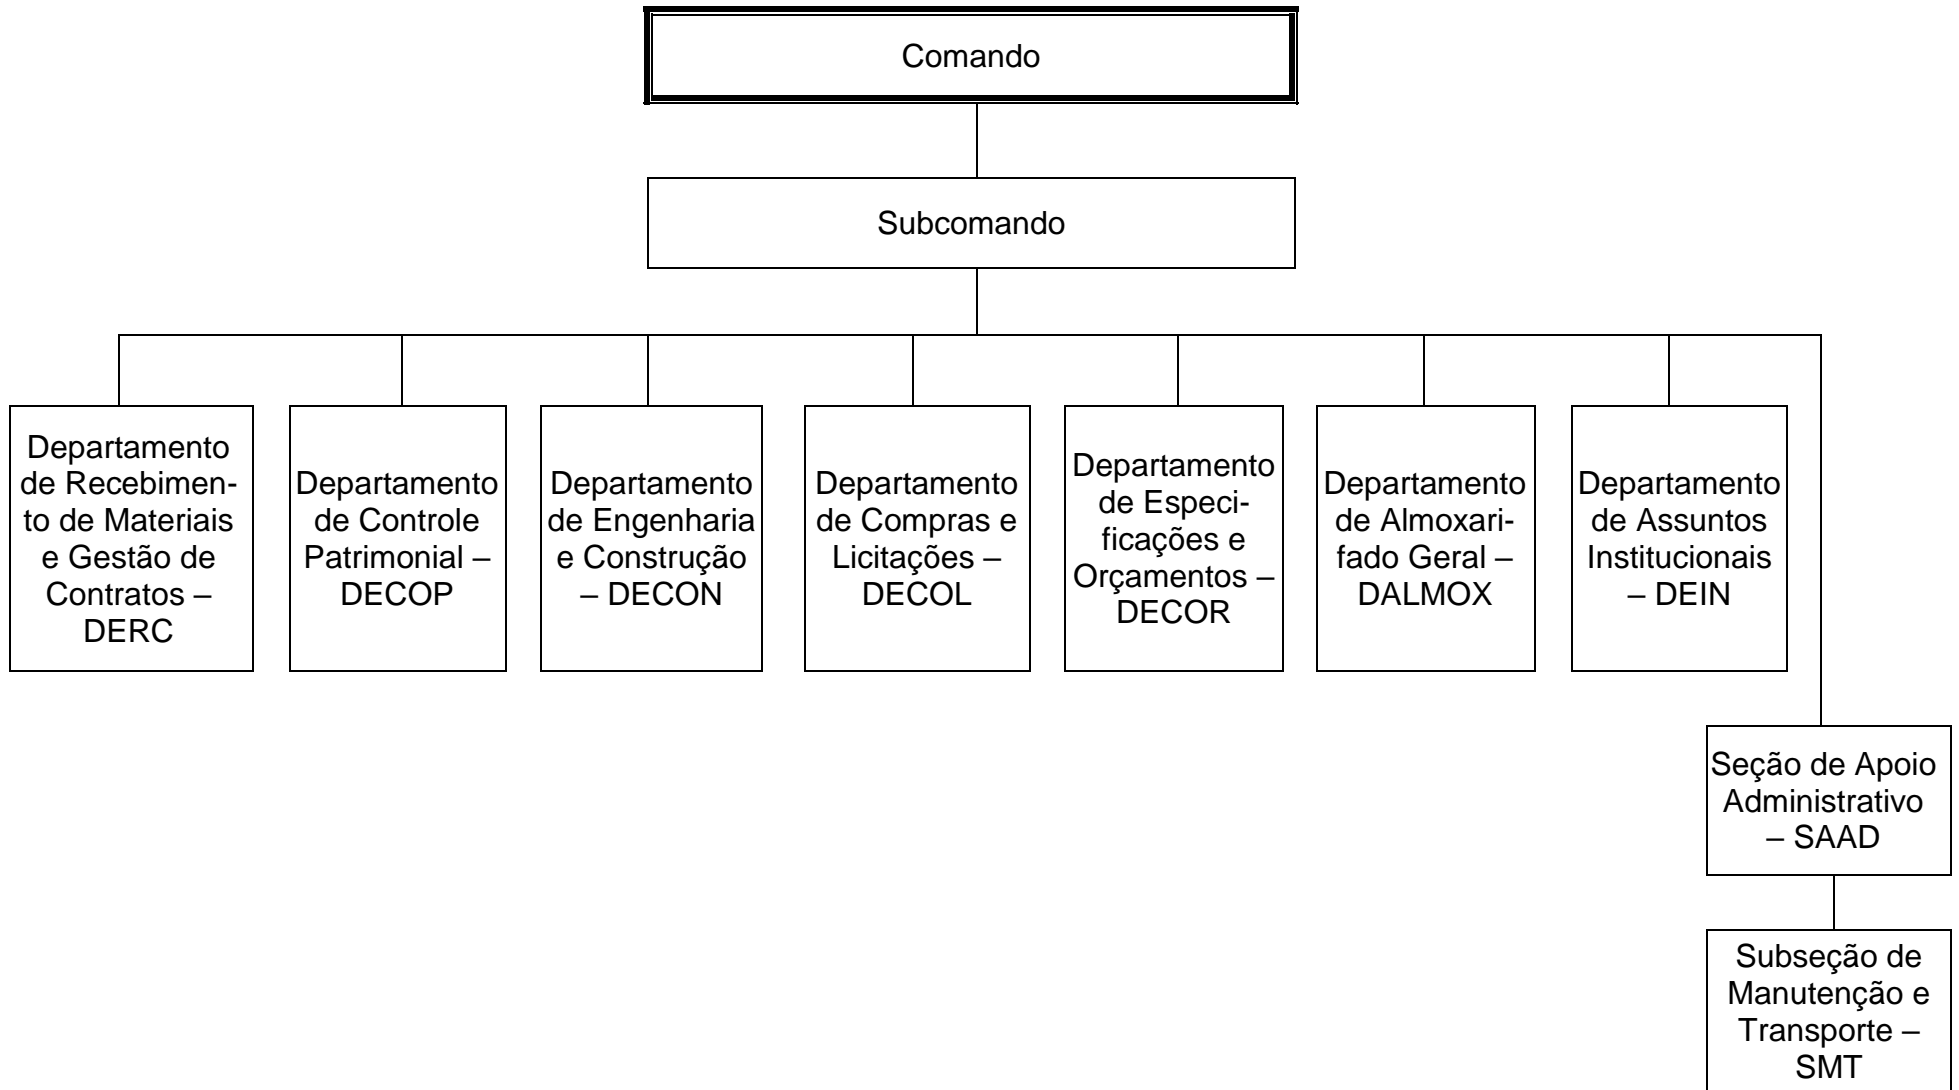 Comando
Subcomando
Departamento
de Recebimen-
to de Materiais
e Gestão de
Contratos –
DERC
Departamento
de Controle
Patrimonial –
DECOP
Departamento
de Engenharia
e Construção
– DECON
Departamento
de Compras e
Licitações –
DECOL
Departamento
de Especi-
ficações e
Orçamentos –
DECOR
Departamento
de Almoxari-
fado Geral –
DALMOX
Departamento
de Assuntos
Institucionais
– DEIN
Seção de Apoio
Administrativo
– SAAD
Subseção de
Manutenção e
Transporte –
SMT